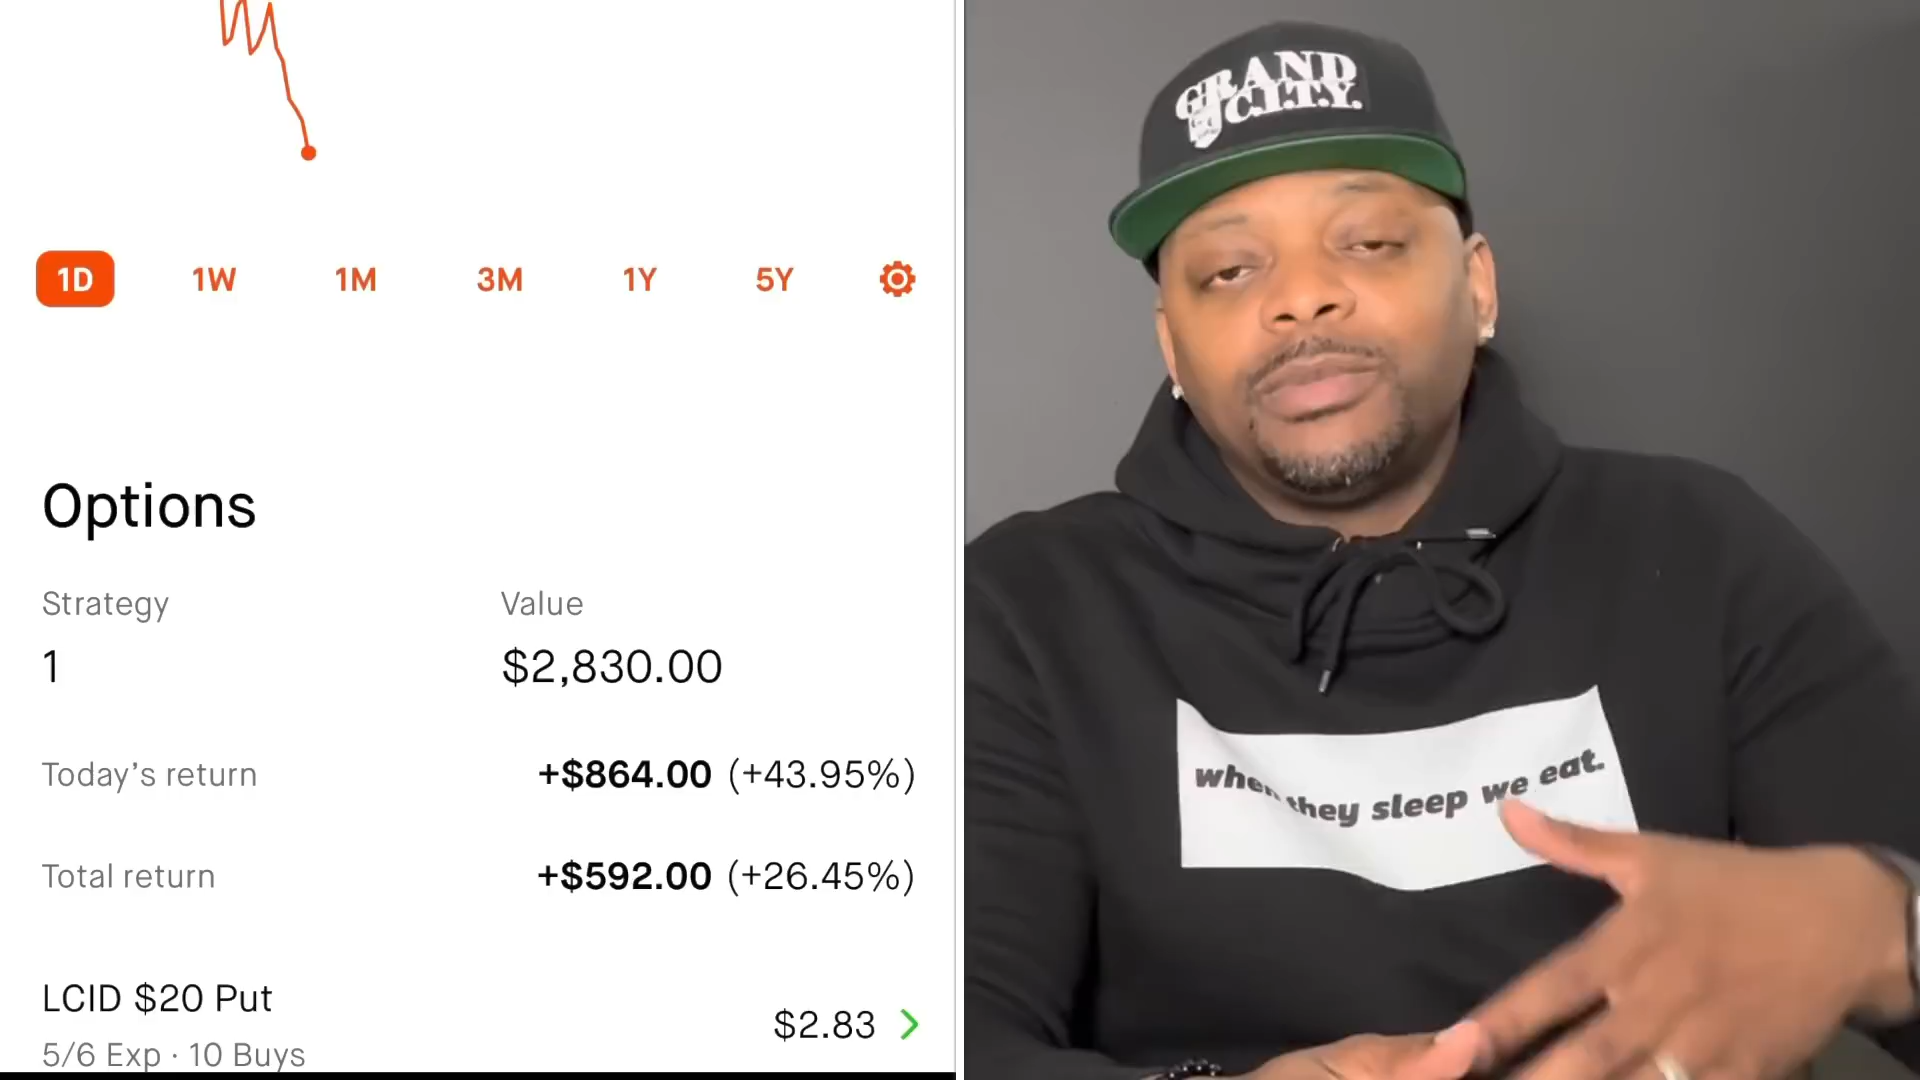 1D 1W 1M 3M 1Y 5Y
Options
Strategy Value
1 $2,830.00
Today's return +$864.00 (+43.95%)
Total return +$592.00 (+26.45%)
LCID $20 Put
$2.83
5/6 Exp · 10 Buys
GRAND
C.I.T.Y.
when they sleep we eat.